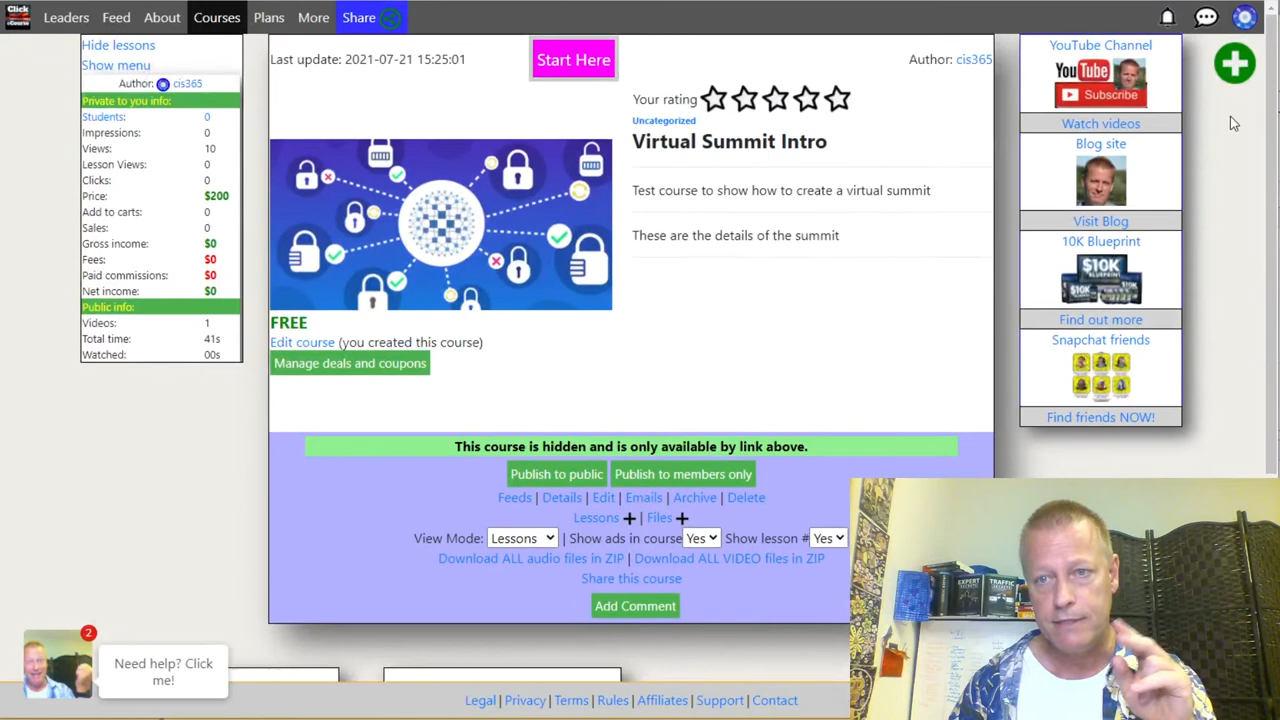 Click
eCourse
Leaders
Feed
About
Courses
Plans
More
Share
Hide lessons
Show menu
Author: cis365
Private to you info:
Students: 0
Impressions: 0
Views: 10
Lesson Views: 0
Clicks: 0
Price: $200
Add to carts: 0
Sales: 0
Gross income: $0
Fees: $0
Paid commissions: $0
Net income: $0
Public info:
Videos: 1
Total time: 41s
Watched: 00s
Last update: 2021-07-21 15:25:01
Start Here
Author: cis365
Your rating
Uncategorized
Virtual Summit Intro
Test course to show how to create a virtual summit
These are the details of the summit
FREE
Edit course (you created this course)
Manage deals and coupons
This course is hidden and is only available by link above.
Publish to public
Publish to members only
Feeds | Details | Edit | Emails | Archive | Delete
Lessons + | Files +
View Mode: Lessons | Show ads in course Yes Show lesson # Yes
Download ALL audio files in ZIP | Download ALL VIDEO files in ZIP
Share this course
Add Comment
YouTube Channel
YouTube
Subscribe
Watch videos
Blog site
Visit Blog
10K Blueprint
$10K
BLUEPRINT
Find out more
Snapchat friends
Find friends NOW!
2
Need help? Click
me!
EXPERT
SECRETS
TRAFFIC
SECRETS
Legal | Privacy | Terms | Rules | Affiliates | Support | Contact